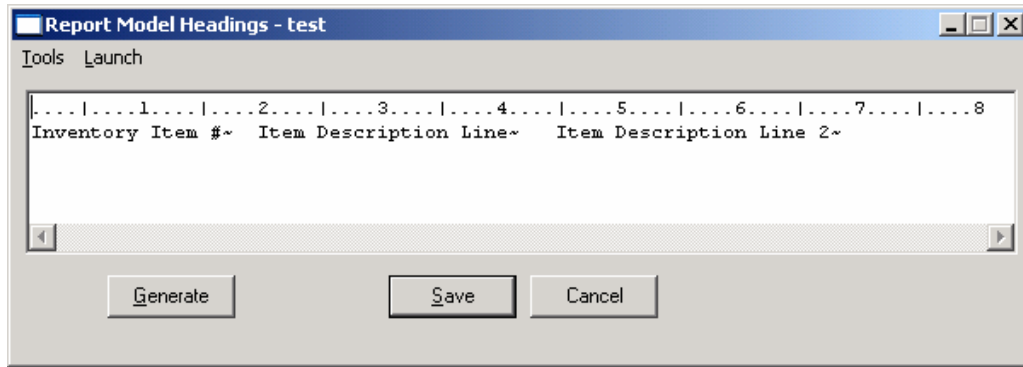 Report Model Headings - test
Tools Launch
....|....1....|....2....|....3....|....4....|....5....|....6....|....7....|....8
Inventory Item #~  Item Description Line~   Item Description Line 2~
Generate Save Cancel